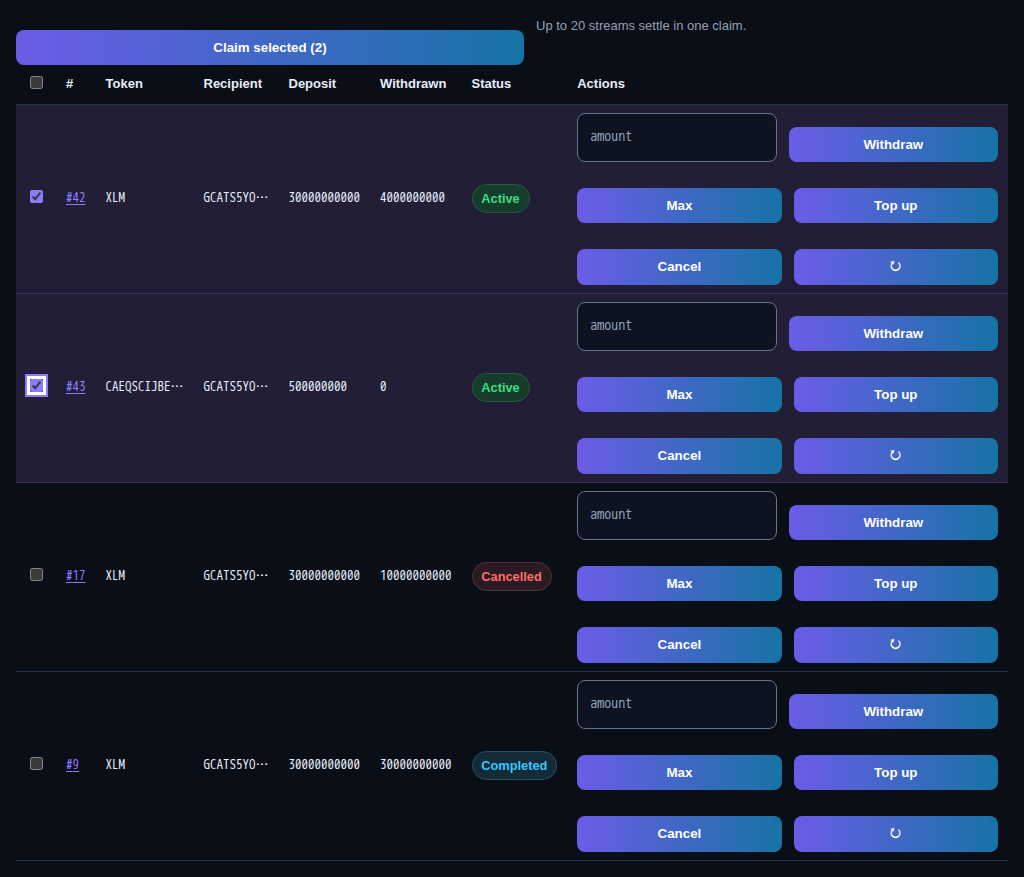 Up to 20 streams settle in one claim.
Claim selected (2)
# Token Recipient Deposit Withdrawn Status Actions
amount Withdraw
#42 XLM GCATS5YO… 30000000000 4000000000 Active Max Top up
Cancel ↻
amount Withdraw
#43 CAEQSCIJBE… GCATS5YO… 500000000 0 Active Max Top up
Cancel ↻
amount Withdraw
#17 XLM GCATS5YO… 30000000000 10000000000 Cancelled Max Top up
Cancel ↻
amount Withdraw
#9 XLM GCATS5YO… 30000000000 30000000000 Completed Max Top up
Cancel ↻